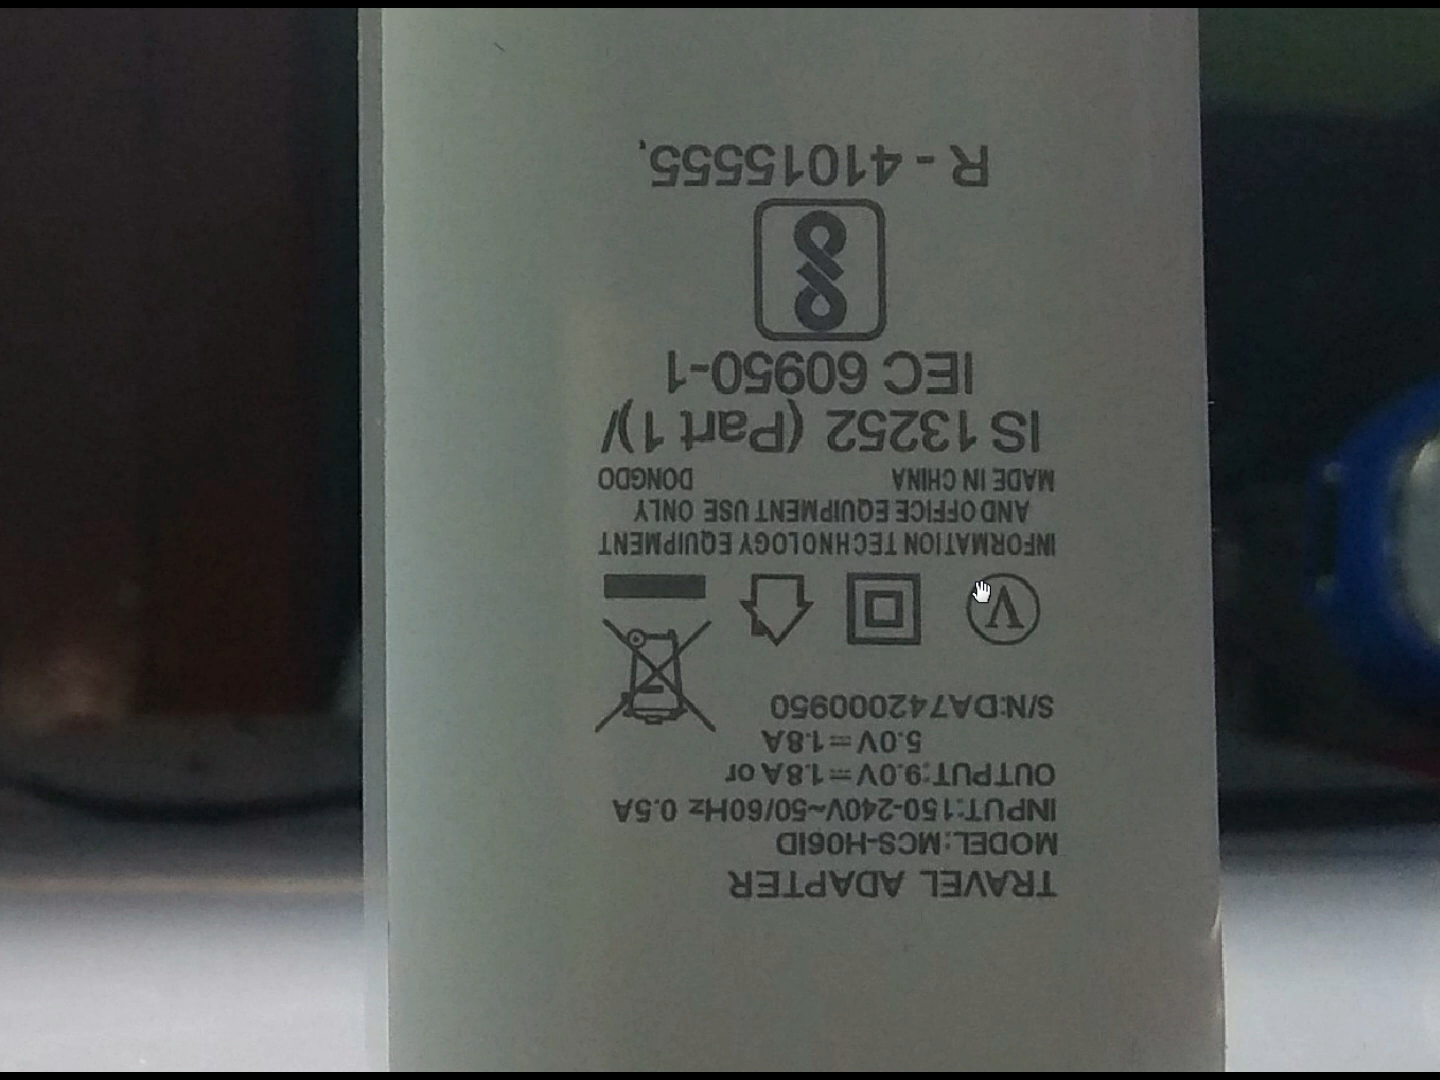 TRAVEL ADAPTER
MODEL:MCS-H06ID
INPUT:150-240V~50/60Hz 0.5A
OUTPUT:9.0V⎓1.8A or
5.0V⎓1.8A
S/N:DA742000950
V
INFORMATION TECHNOLOGY EQUIPMENT
AND OFFICE EQUIPMENT USE ONLY
MADE IN CHINA DONGDO
IS 13252 (Part 1)/
IEC 60950-1
R - 41015555,